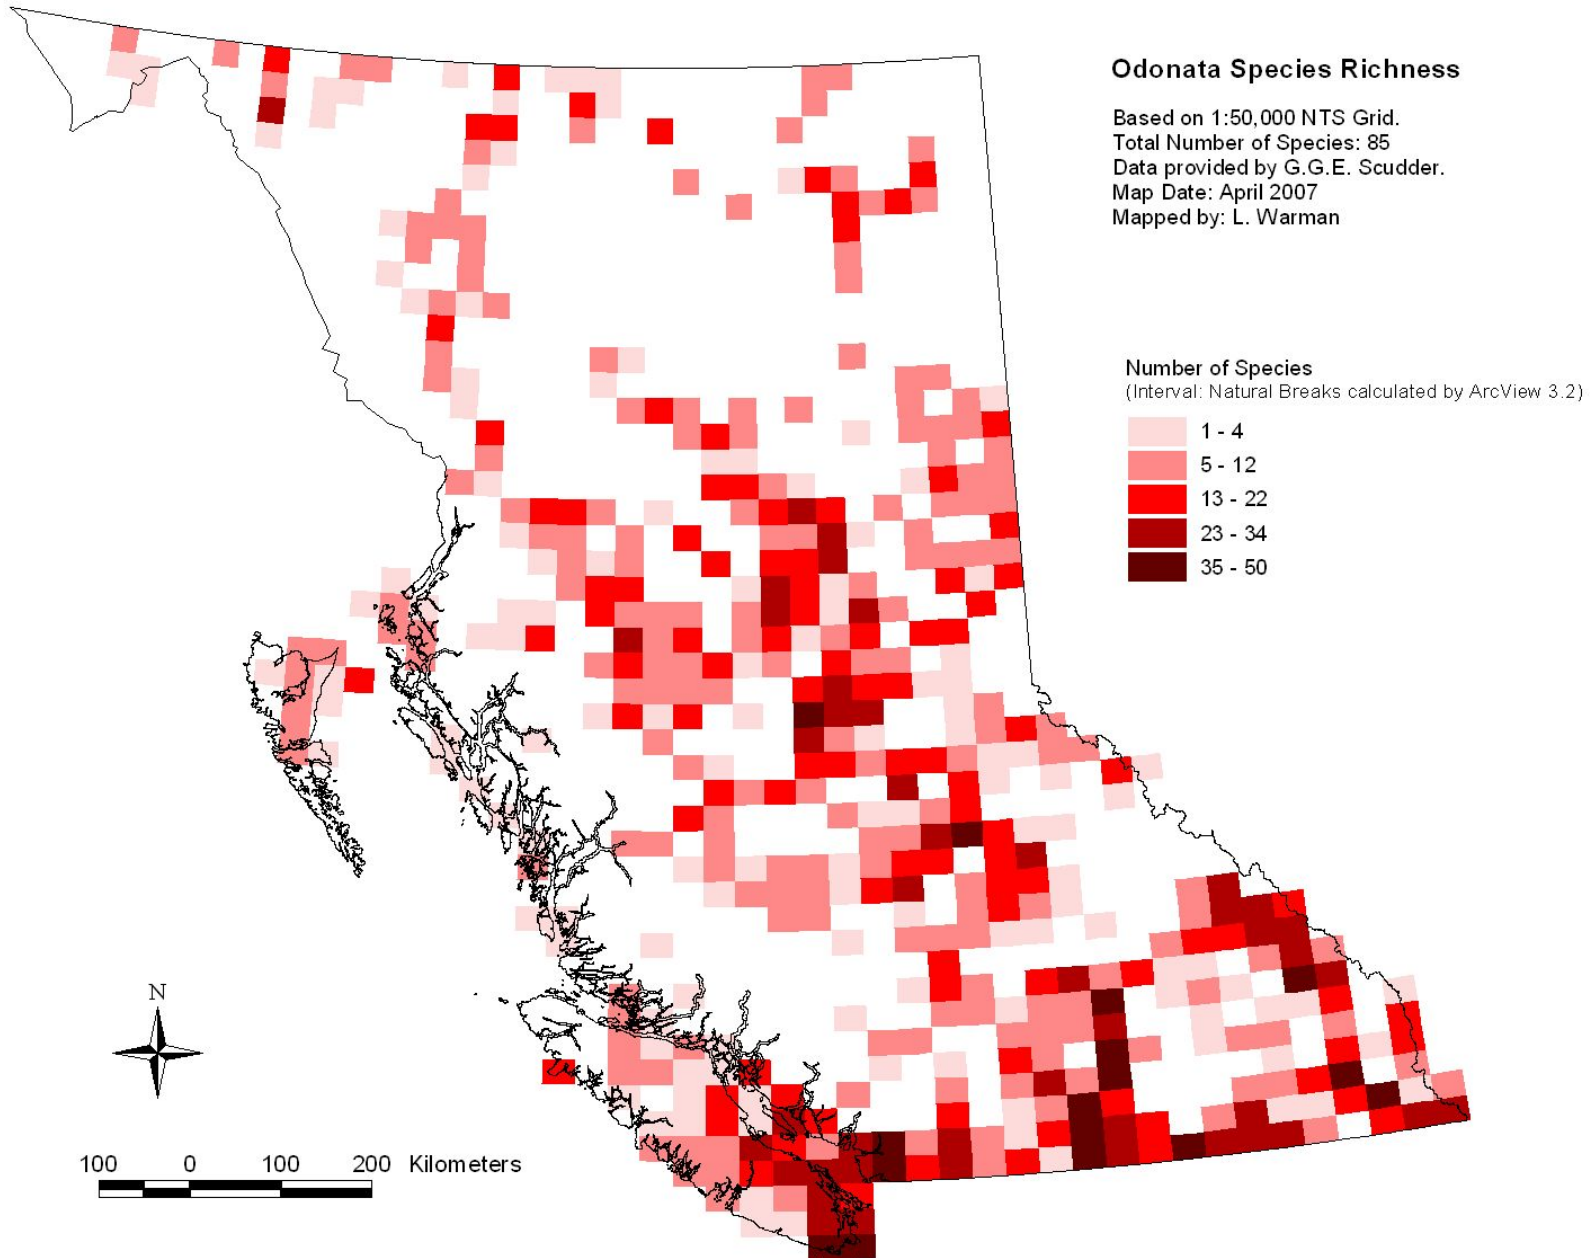 Odonata Species Richness
Based on 1:50,000 NTS Grid.
Total Number of Species: 85
Data provided by G.G.E. Scudder.
Map Date: April 2007
Mapped by: L. Warman
Number of Species
(Interval: Natural Breaks calculated by ArcView 3.2)
1 - 4
5 - 12
13 - 22
23 - 34
35 - 50
N
100 0 100 200 Kilometers